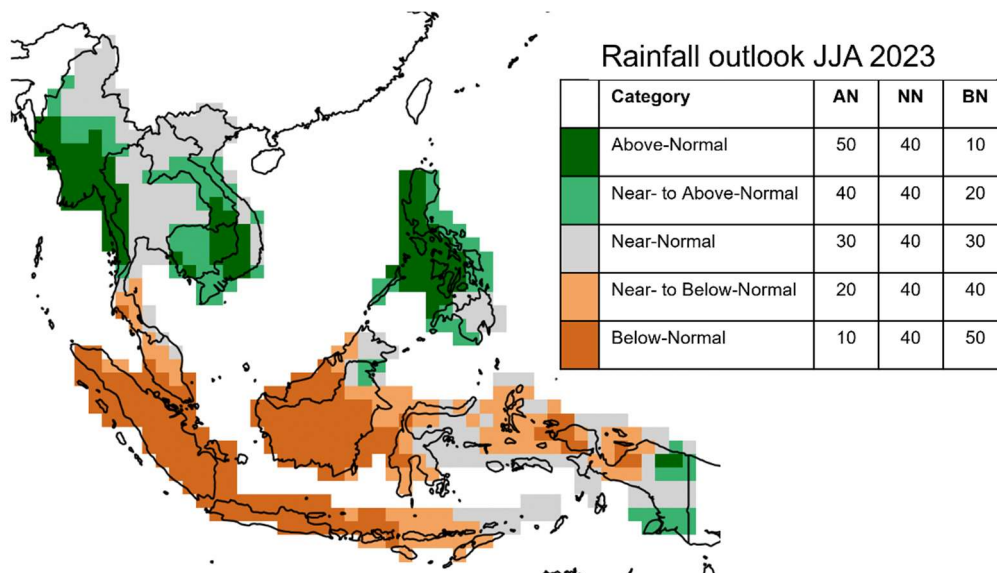 Rainfall outlook JJA 2023
Category AN NN BN
Above-Normal 50 40 10
Near- to Above-Normal 40 40 20
Near-Normal 30 40 30
Near- to Below-Normal 20 40 40
Below-Normal 10 40 50